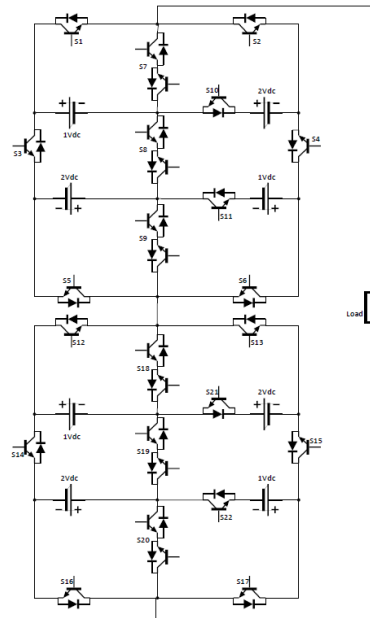 S1
S2
S7
S10
2Vdc
+ −
+ −
1Vdc
S3
S8
S4
2Vdc
1Vdc
− +
− +
S11
S9
S5
S6
S12
S13
Load
S18
S21
2Vdc
+ −
+ −
1Vdc
S14
S19
S15
2Vdc
1Vdc
− +
− +
S22
S20
S16
S17